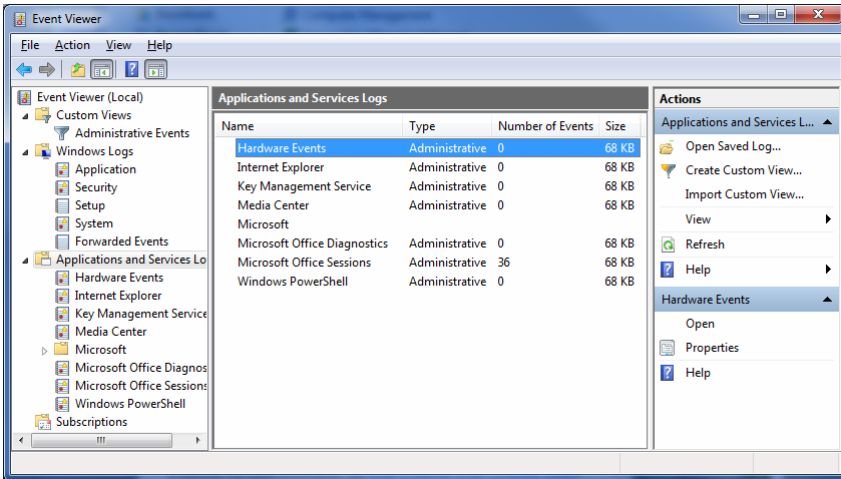 Event Viewer
File Action View Help
Event Viewer (Local)
Custom Views
Administrative Events
Windows Logs
Application
Security
Setup
System
Forwarded Events
Applications and Services Lo
Hardware Events
Internet Explorer
Key Management Service
Media Center
Microsoft
Microsoft Office Diagnos
Microsoft Office Sessions
Windows PowerShell
Subscriptions
Applications and Services Logs
Name Type Number of Events Size
Hardware Events Administrative 0 68 KB
Internet Explorer Administrative 0 68 KB
Key Management Service Administrative 0 68 KB
Media Center Administrative 0 68 KB
Microsoft
Microsoft Office Diagnostics Administrative 0 68 KB
Microsoft Office Sessions Administrative 36 68 KB
Windows PowerShell Administrative 0 68 KB
Actions
Applications and Services L...
Open Saved Log...
Create Custom View...
Import Custom View...
View
Refresh
Help
Hardware Events
Open
Properties
Help